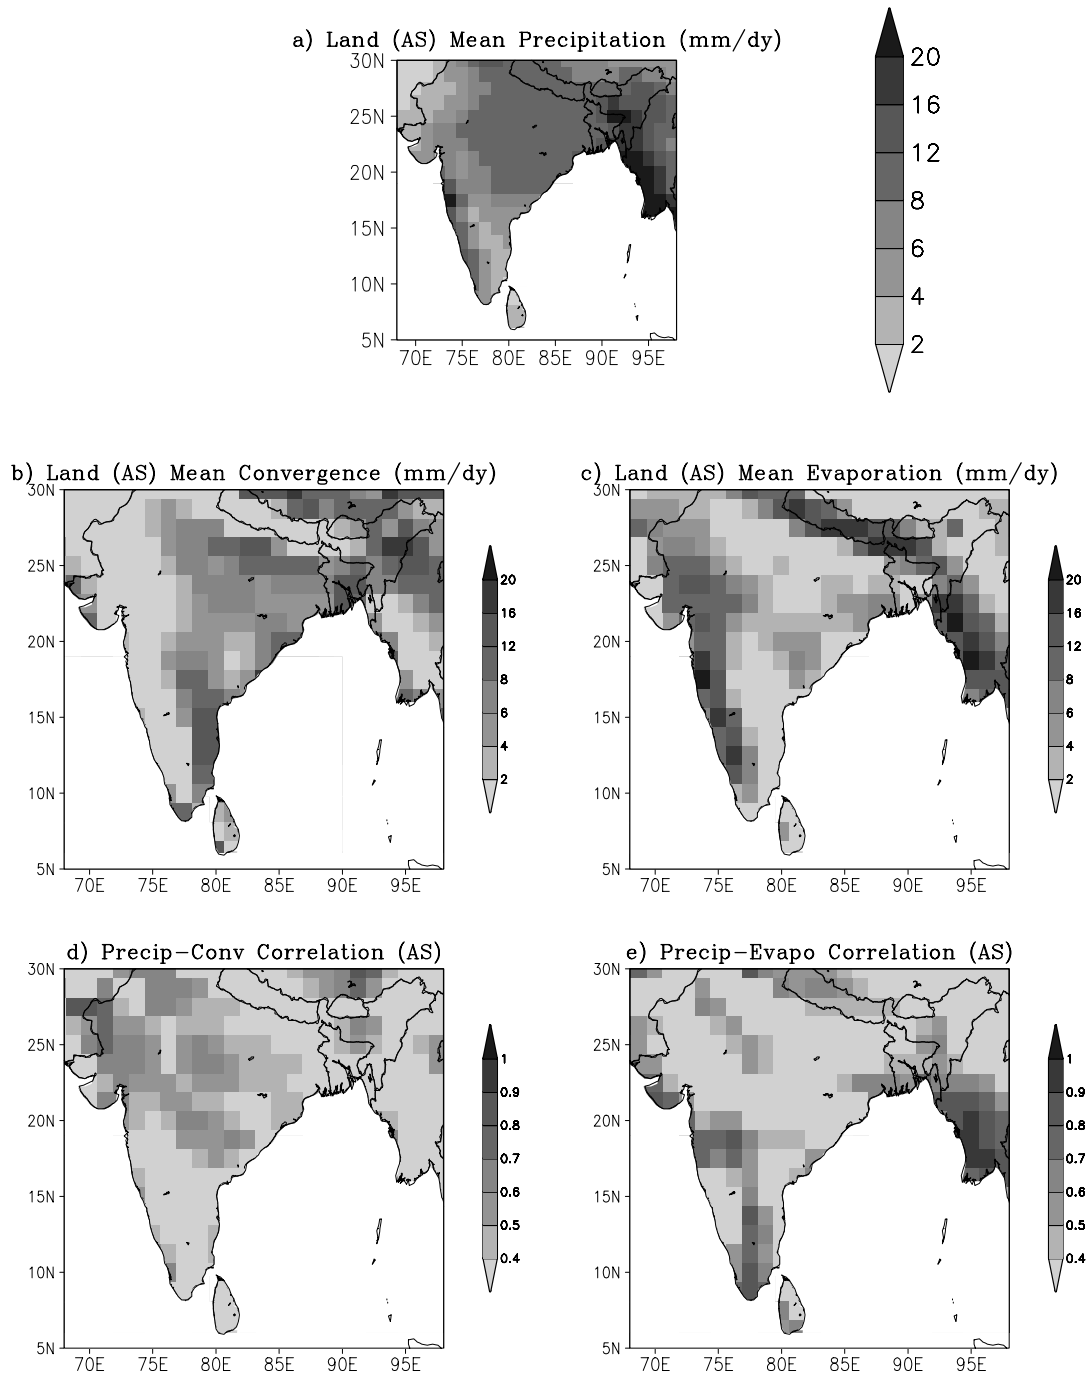 a) Land (AS) Mean Precipitation (mm/dy)
30N
25N
20N
15N
10N
5N
70E 75E 80E 85E 90E 95E
20
16
12
8
6
4
2
b) Land (AS) Mean Convergence (mm/dy)
30N
25N
20N
15N
10N
5N
70E 75E 80E 85E 90E 95E
20
16
12
8
6
4
2
c) Land (AS) Mean Evaporation (mm/dy)
30N
25N
20N
15N
10N
5N
70E 75E 80E 85E 90E 95E
20
16
12
8
6
4
2
d) Precip-Conv Correlation (AS)
30N
25N
20N
15N
10N
5N
70E 75E 80E 85E 90E 95E
1
0.9
0.8
0.7
0.6
0.5
0.4
e) Precip-Evapo Correlation (AS)
30N
25N
20N
15N
10N
5N
70E 75E 80E 85E 90E 95E
1
0.9
0.8
0.7
0.6
0.5
0.4